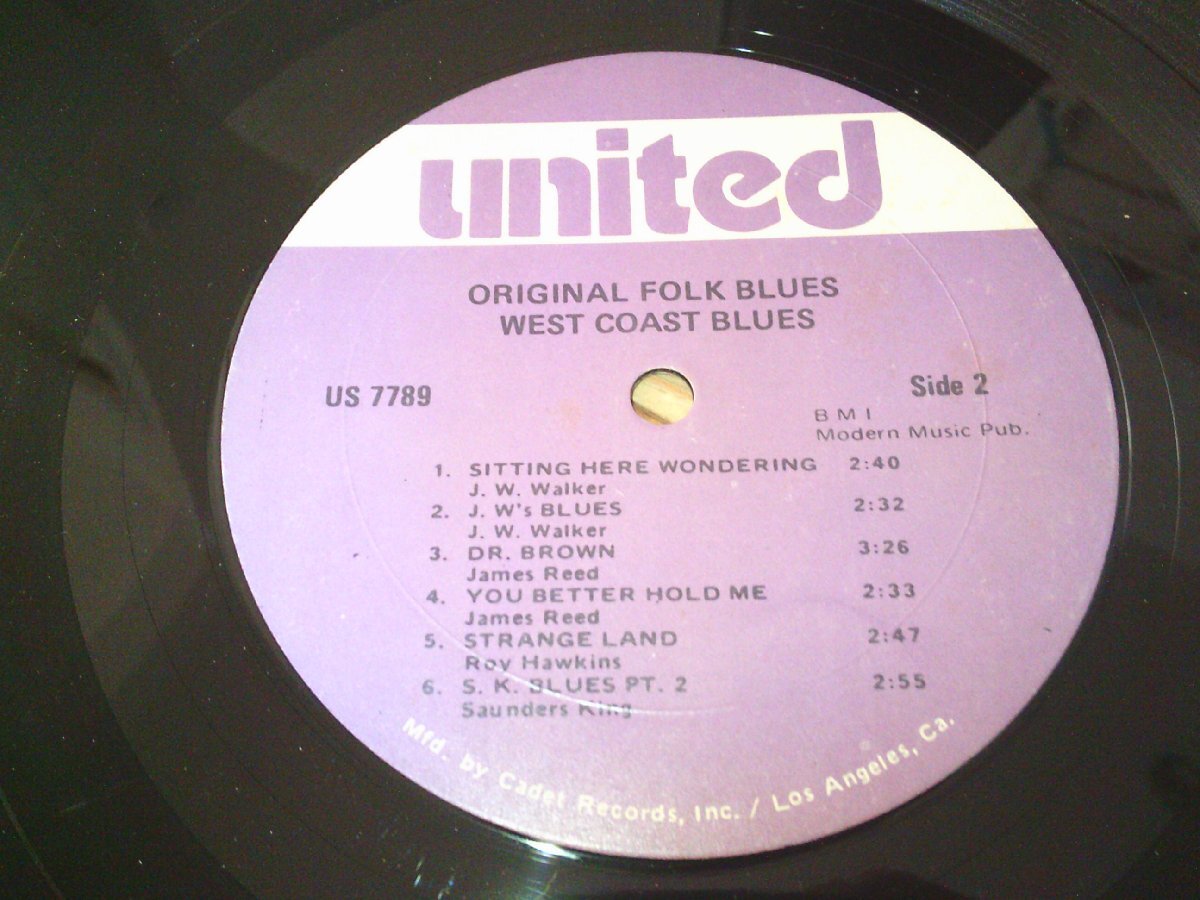 united
ORIGINAL FOLK BLUES
WEST COAST BLUES
US 7789
Side 2
B M I
Modern Music Pub.
1. SITTING HERE WONDERING 2:40
J. W. Walker
2. J. W's BLUES 2:32
J. W. Walker
3. DR. BROWN 3:26
James Reed
4. YOU BETTER HOLD ME 2:33
James Reed
5. STRANGE LAND 2:47
Roy Hawkins
6. S. K. BLUES PT. 2 2:55
Saunders King
Mfd. by Cadet Records, Inc. / Los Angeles, Ca.